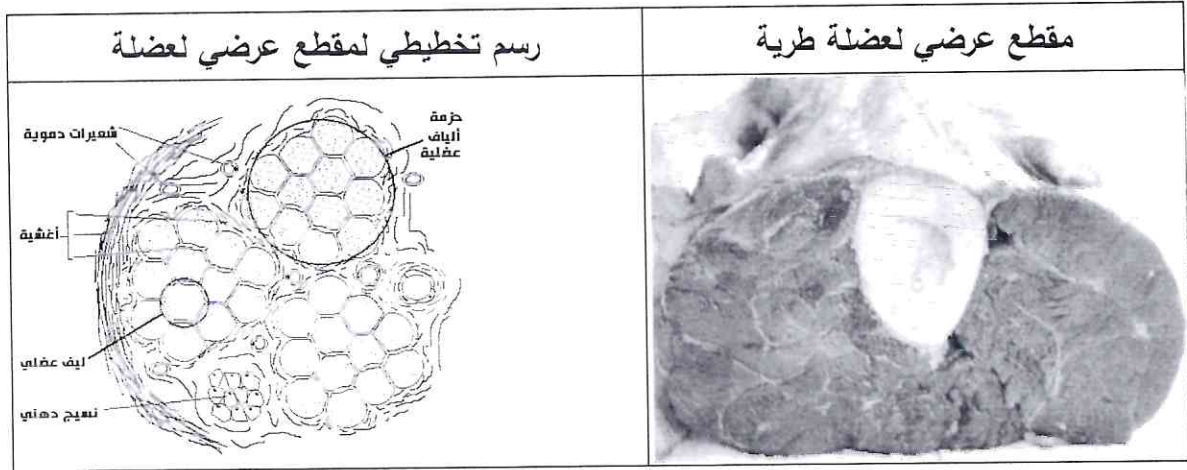 مقطع عرضي لعضلة طرية
رسم تخطيطي لمقطع عرضي لعضلة
حزمة
ألياف
عضلية
شعيرات دموية
أغشية
ليف عضلي
نسيج دهني